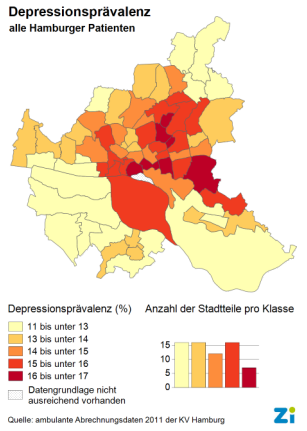 Depressionsprävalenz
alle Hamburger Patienten
Depressionsprävalenz (%)
11 bis unter 13
13 bis unter 14
14 bis unter 15
15 bis unter 16
16 bis unter 17
Datengrundlage nicht
ausreichend vorhanden
Anzahl der Stadtteile pro Klasse
15
10
5
0
Quelle: ambulante Abrechnungsdaten 2011 der KV Hamburg
Zi